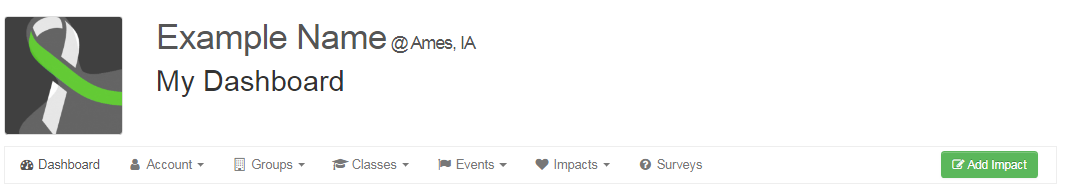 Example Name @ Ames, IA
My Dashboard
Dashboard Account Groups Classes Events Impacts Surveys Add Impact